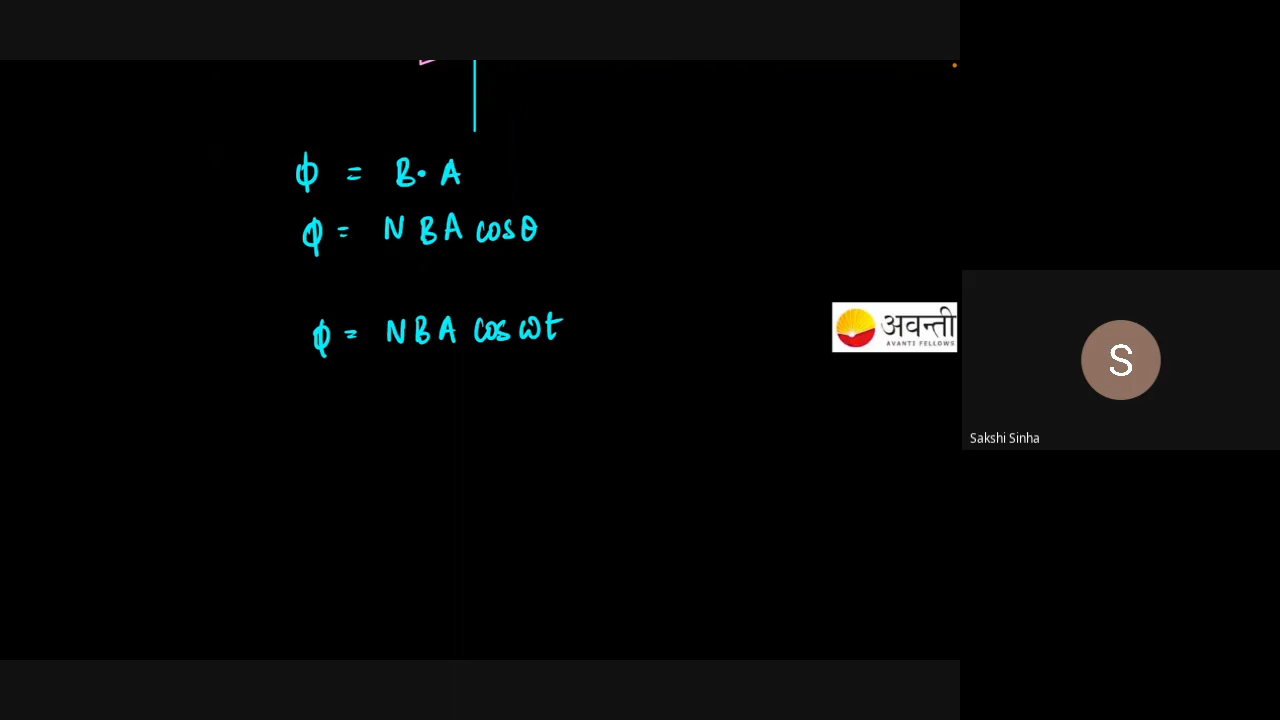 ϕ = B · A
ϕ = N B A cosθ
ϕ = N B A cos ωt
अवन्ती
AVANTI FELLOWS
S
Sakshi Sinha